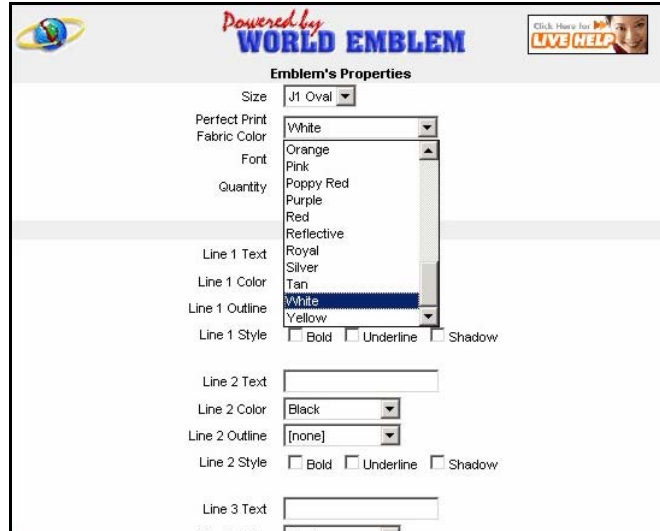 Powered by
WORLD EMBLEM
Click Here for
LIVE HELP
Emblem's Properties
Size J1 Oval
Perfect Print
Fabric Color White
Font
Quantity
Orange
Pink
Poppy Red
Purple
Red
Reflective
Royal
Silver
Tan
White
Yellow
Line 1 Text
Line 1 Color
Line 1 Outline
Line 1 Style Bold Underline Shadow
Line 2 Text
Line 2 Color Black
Line 2 Outline [none]
Line 2 Style Bold Underline Shadow
Line 3 Text